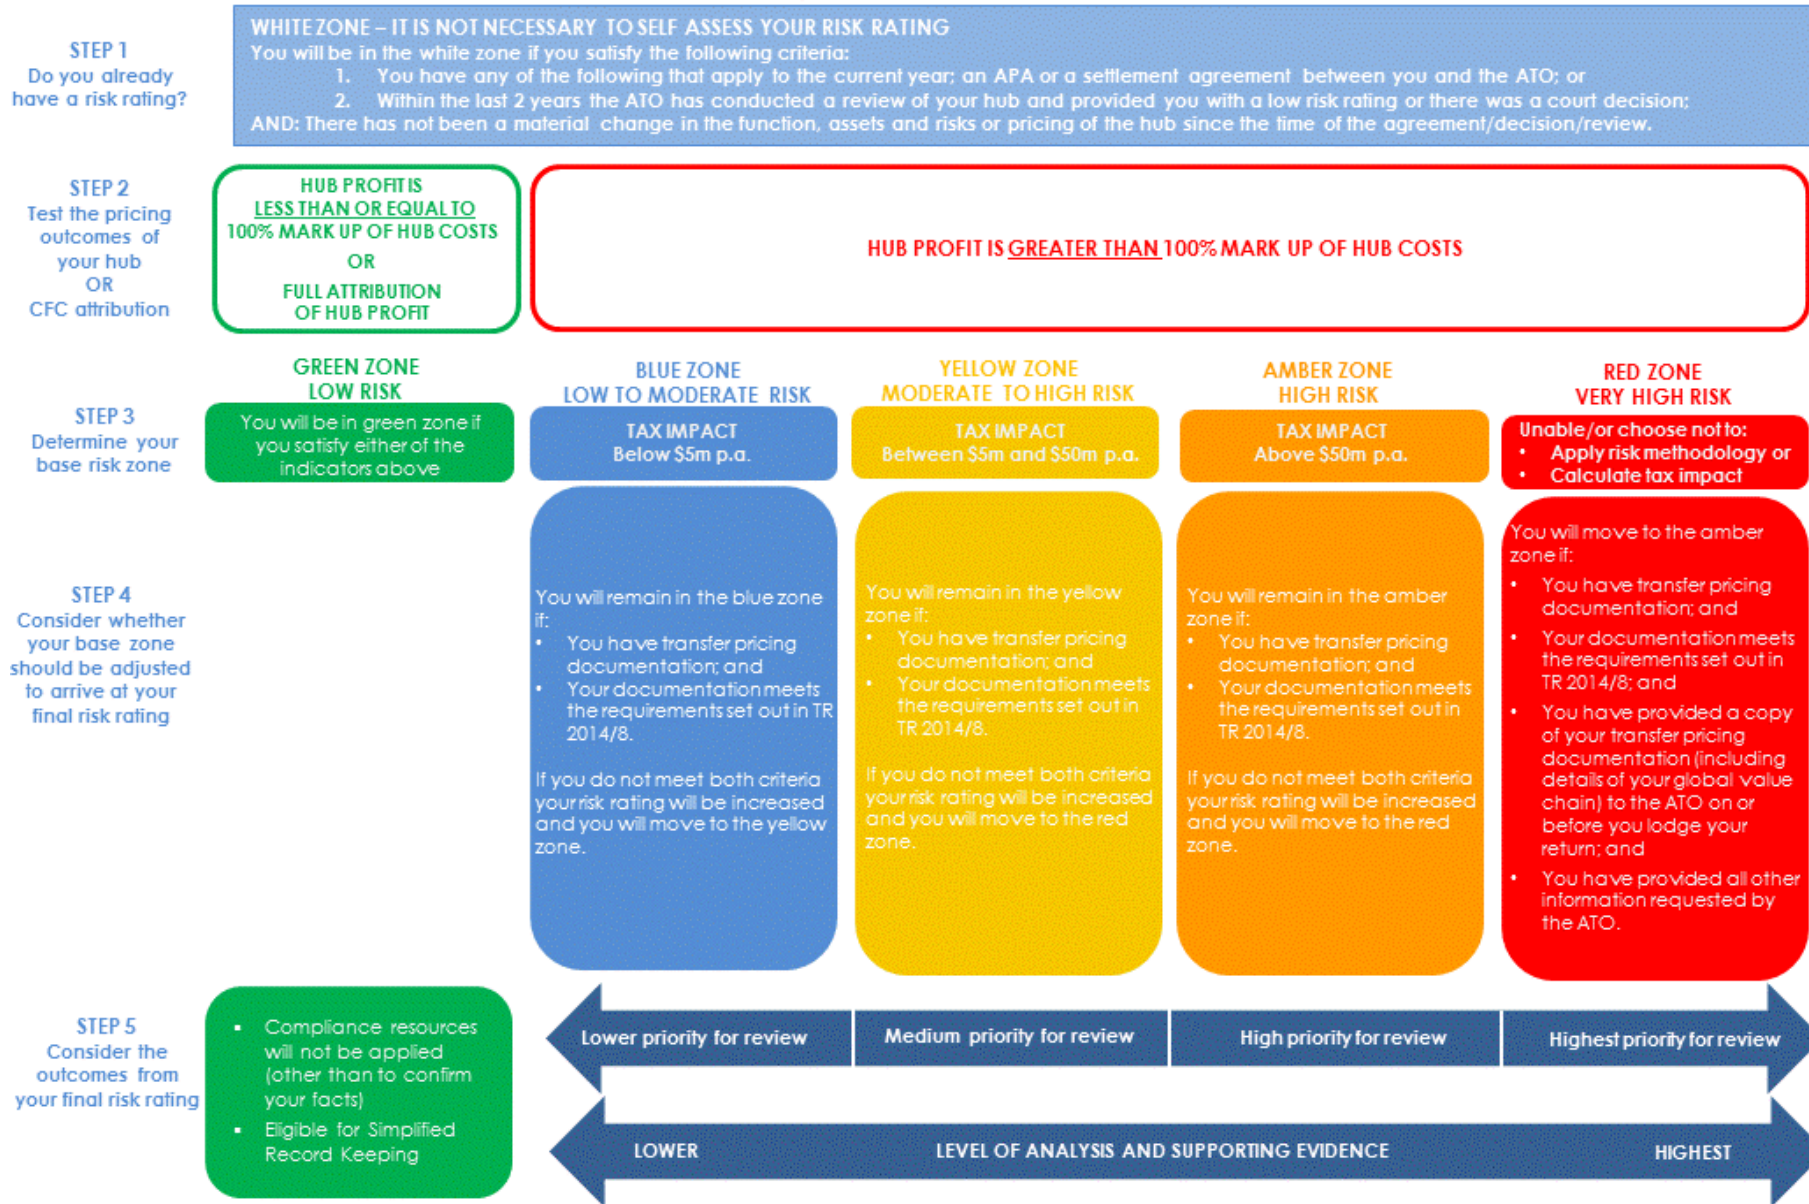 STEP 1
Do you already
have a risk rating?
WHITE ZONE – IT IS NOT NECESSARY TO SELF ASSESS YOUR RISK RATING
You will be in the white zone if you satisfy the following criteria:
1. You have any of the following that apply to the current year; an APA or a settlement agreement between you and the ATO; or
2. Within the last 2 years the ATO has conducted a review of your hub and provided you with a low risk rating or there was a court decision;
AND: There has not been a material change in the function, assets and risks or pricing of the hub since the time of the agreement/decision/review.
STEP 2
Test the pricing
outcomes of
your hub
OR
CFC attribution
HUB PROFIT IS
LESS THAN OR EQUAL TO
100% MARK UP OF HUB COSTS
OR
FULL ATTRIBUTION
OF HUB PROFIT
HUB PROFIT IS GREATER THAN 100% MARK UP OF HUB COSTS
STEP 3
Determine your
base risk zone
GREEN ZONE
LOW RISK
You will be in green zone if
you satisfy either of the
indicators above
BLUE ZONE
LOW TO MODERATE RISK
TAX IMPACT
Below $5m p.a.
YELLOW ZONE
MODERATE TO HIGH RISK
TAX IMPACT
Between $5m and $50m p.a.
AMBER ZONE
HIGH RISK
TAX IMPACT
Above $50m p.a.
RED ZONE
VERY HIGH RISK
Unable/or choose not to:
• Apply risk methodology or
• Calculate tax impact
STEP 4
Consider whether
your base zone
should be adjusted
to arrive at your
final risk rating
You will remain in the blue zone
if:
• You have transfer pricing
documentation; and
• Your documentation meets
the requirements set out in TR
2014/8.
If you do not meet both criteria
your risk rating will be increased
and you will move to the yellow
zone.
You will remain in the yellow
zone if:
• You have transfer pricing
documentation; and
• Your documentation meets
the requirements set out in
TR 2014/8.
If you do not meet both criteria
your risk rating will be increased
and you will move to the red
zone.
You will remain in the amber
zone if:
• You have transfer pricing
documentation; and
• Your documentation meets
the requirements set out in
TR 2014/8.
If you do not meet both criteria
your risk rating will be increased
and you will move to the red
zone.
You will move to the amber
zone if:
• You have transfer pricing
documentation; and
• Your documentation meets
the requirements set out in
TR 2014/8; and
• You have provided a copy
of your transfer pricing
documentation (including
details of your global value
chain) to the ATO on or
before you lodge your
return; and
• You have provided all other
information requested by
the ATO.
STEP 5
Consider the
outcomes from
your final risk rating
▪ Compliance resources
will not be applied
(other than to confirm
your facts)
▪ Eligible for Simplified
Record Keeping
Lower priority for review
Medium priority for review
High priority for review
Highest priority for review
LOWER
LEVEL OF ANALYSIS AND SUPPORTING EVIDENCE
HIGHEST